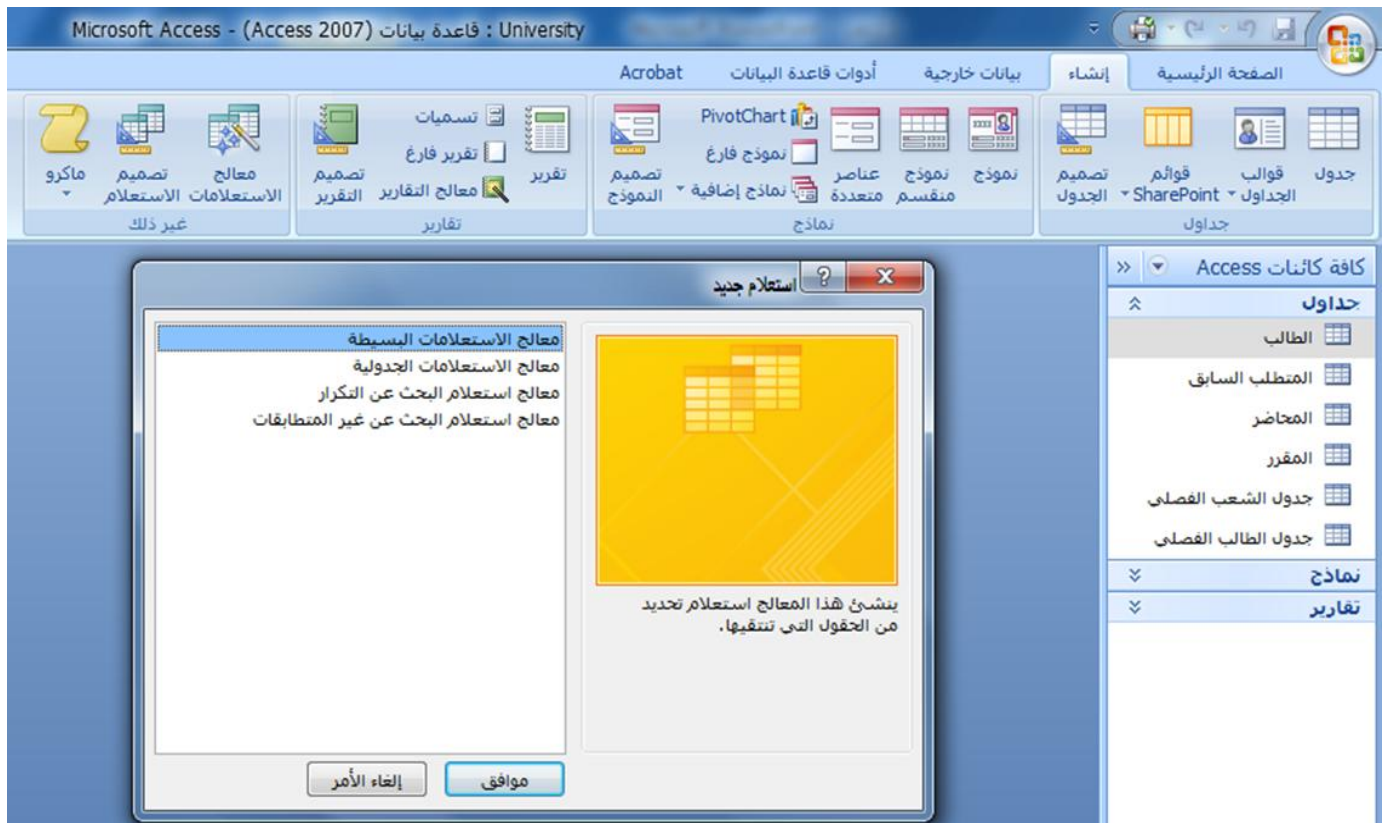 University : قاعدة بيانات (Access 2007) - Microsoft Access
الصفحة الرئيسية
إنشاء
بيانات خارجية
أدوات قاعدة البيانات
Acrobat
جدول
قوالب الجداول
قوائم SharePoint
تصميم الجدول
جداول
نموذج
نموذج منقسم
عناصر متعددة
PivotChart
نموذج فارغ
نماذج إضافية
تصميم النموذج
نماذج
تقرير
تسميات
تقرير فارغ
معالج التقارير
تصميم التقرير
تقارير
معالج الاستعلامات
تصميم الاستعلام
ماكرو
غير ذلك
كافة كائنات Access
جداول
الطالب
المتطلب السابق
المحاضر
المقرر
جدول الشعب الفصلي
جدول الطالب الفصلي
نماذج
تقارير
استعلام جديد
ينشئ هذا المعالج استعلام تحديد
من الحقول التي تنتقيها.
معالج الاستعلامات البسيطة
معالج الاستعلامات الجدولية
معالج استعلام البحث عن التكرار
معالج استعلام البحث عن غير المتطابقات
موافق
إلغاء الأمر